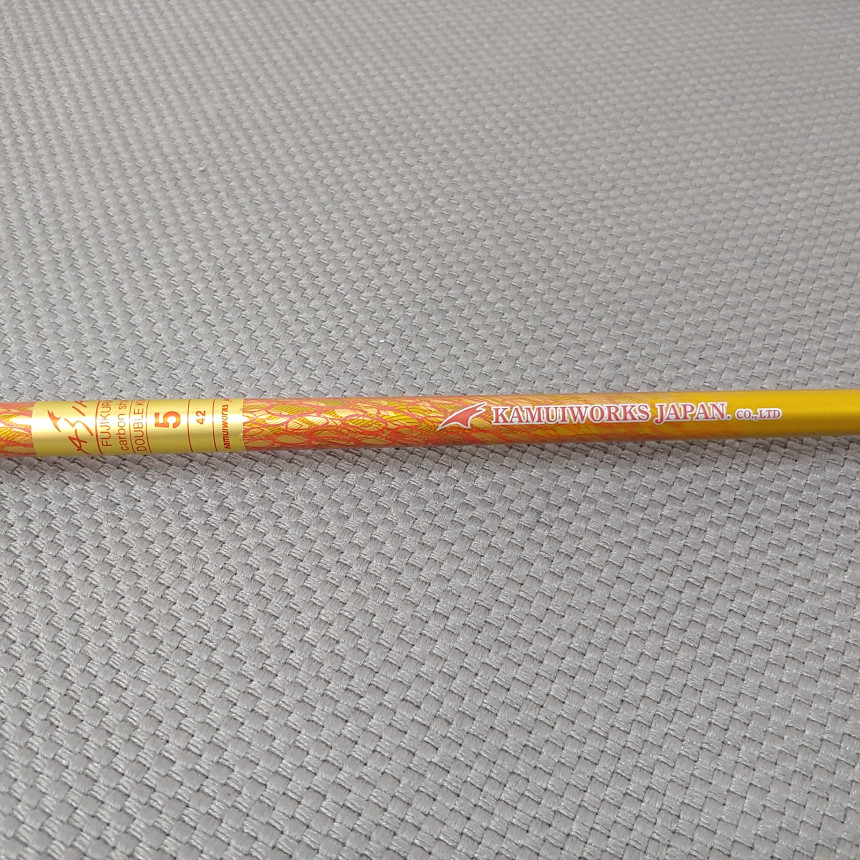 FUJIKUR
carbon sh
DOUBLE K
5
42
kamuiworks
KAMUIWORKS JAPAN. CO.,LTD